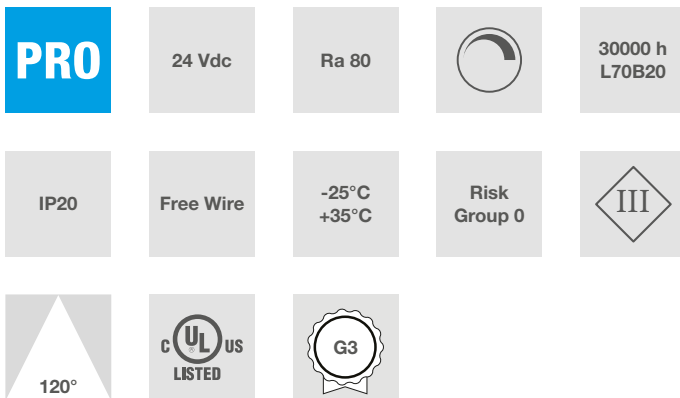 PRO
24 Vdc
Ra 80
30000 h
L70B20
IP20
Free Wire
-25°C
+35°C
Risk
Group 0
III
120°
C UL US
®
LISTED
G3